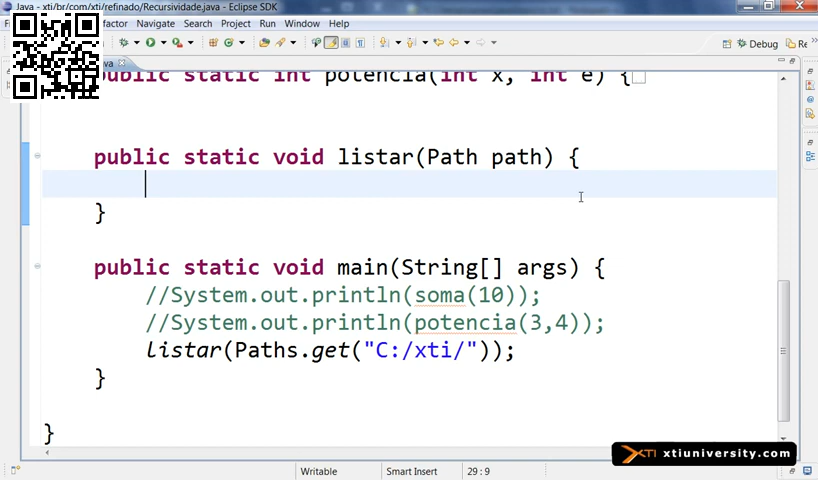 Java - xti/br/com/xti/refinado/Recursividade.java - Eclipse SDK
Navigate Search Project Run Window Help
Debug
public static int potencia(int x, int e) {
public static void listar(Path path) {
}
public static void main(String[] args) {
//System.out.println(soma(10));
//System.out.println(potencia(3,4));
listar(Paths.get("C:/xti/"));
}
}
XTI xtiuniversity.com
Writable Smart Insert 29 : 9